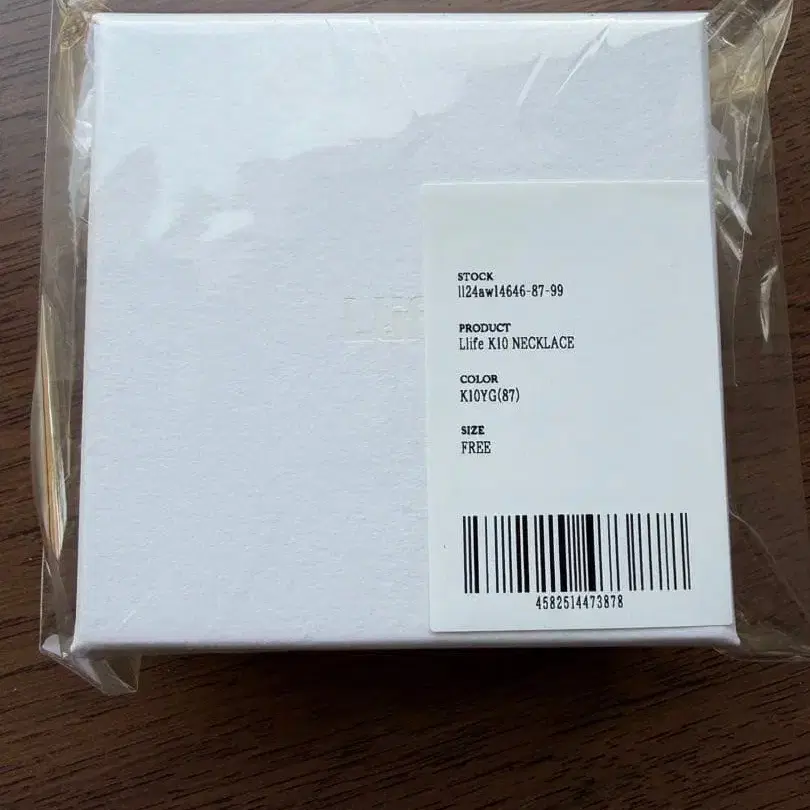 STOCK
ll24aw14646-87-99
PRODUCT
Llife K10 NECKLACE
COLOR
K10YG(87)
SIZE
FREE
4582514473878